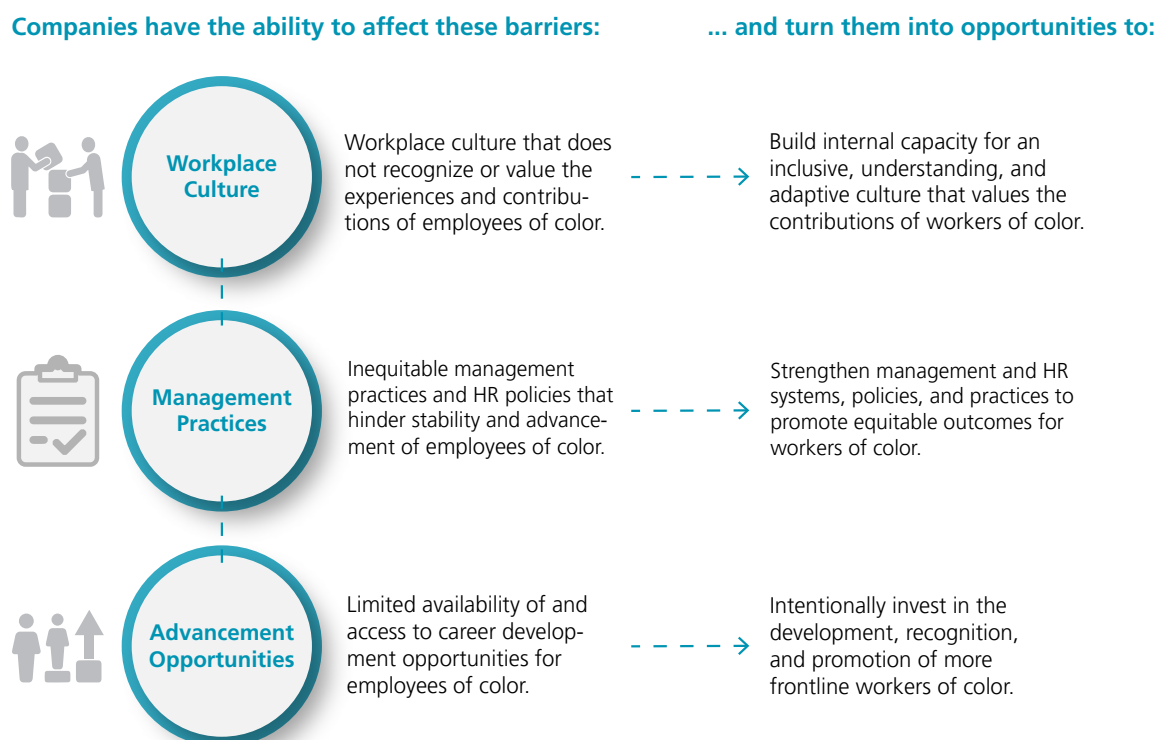 Companies have the ability to affect these barriers:
... and turn them into opportunities to:
Workplace
Culture
Workplace culture that does
not recognize or value the
experiences and contribu-
tions of employees of color.
Build internal capacity for an
inclusive, understanding, and
adaptive culture that values the
contributions of workers of color.
Management
Practices
Inequitable management
practices and HR policies that
hinder stability and advance-
ment of employees of color.
Strengthen management and HR
systems, policies, and practices to
promote equitable outcomes for
workers of color.
Advancement
Opportunities
Limited availability of and
access to career develop-
ment opportunities for
employees of color.
Intentionally invest in the
development, recognition,
and promotion of more
frontline workers of color.